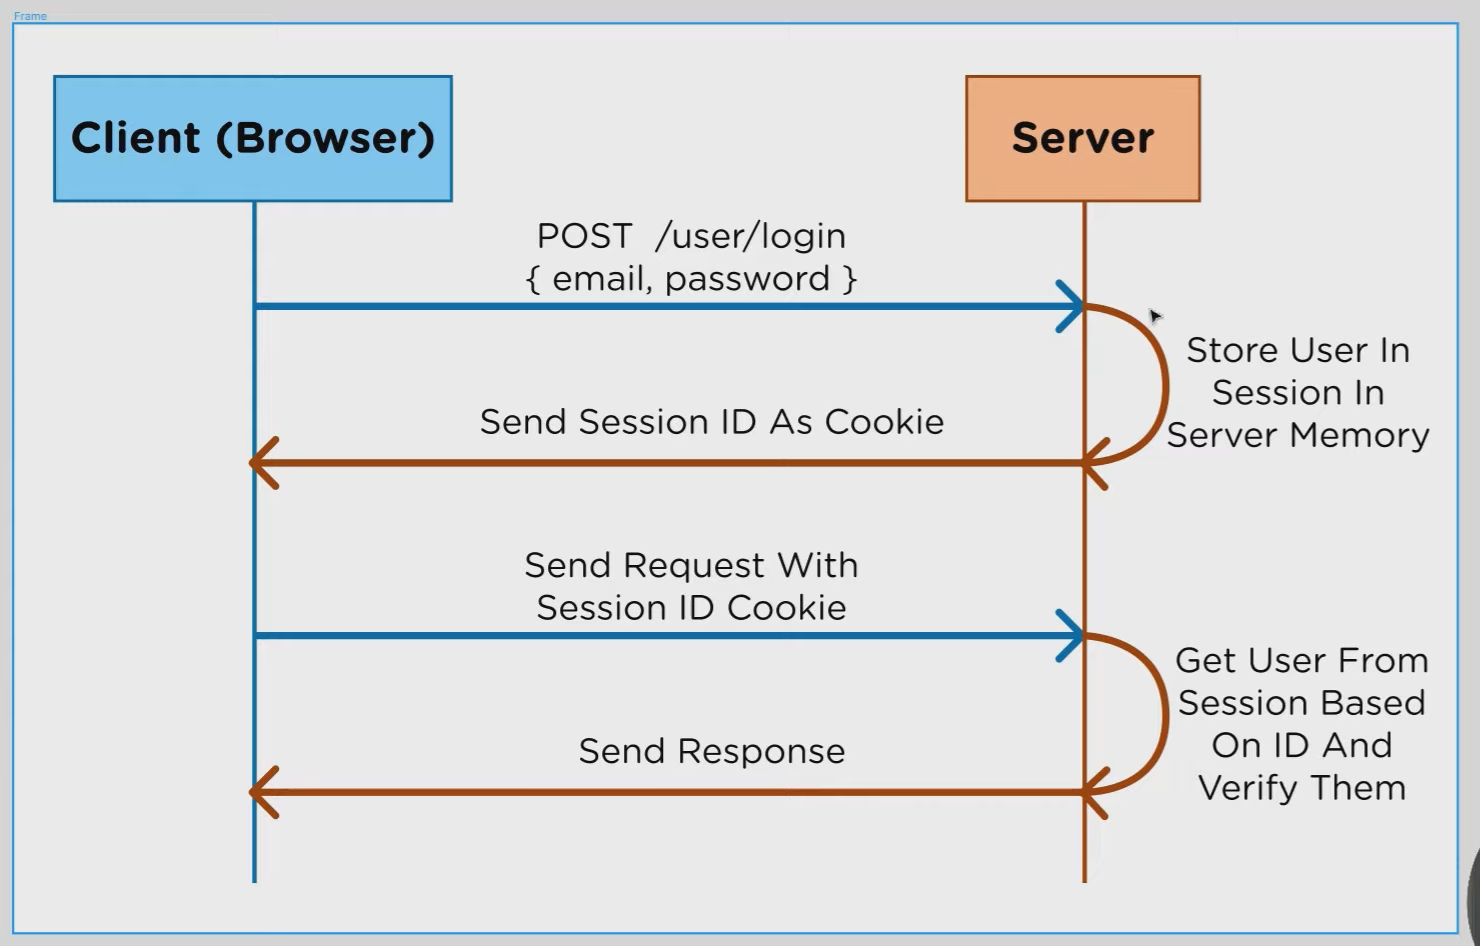 Frame
Client (Browser)
Server
POST /user/login
{ email, password }
Store User In
Session In
Server Memory
Send Session ID As Cookie
Send Request With
Session ID Cookie
Get User From
Session Based
On ID And
Verify Them
Send Response